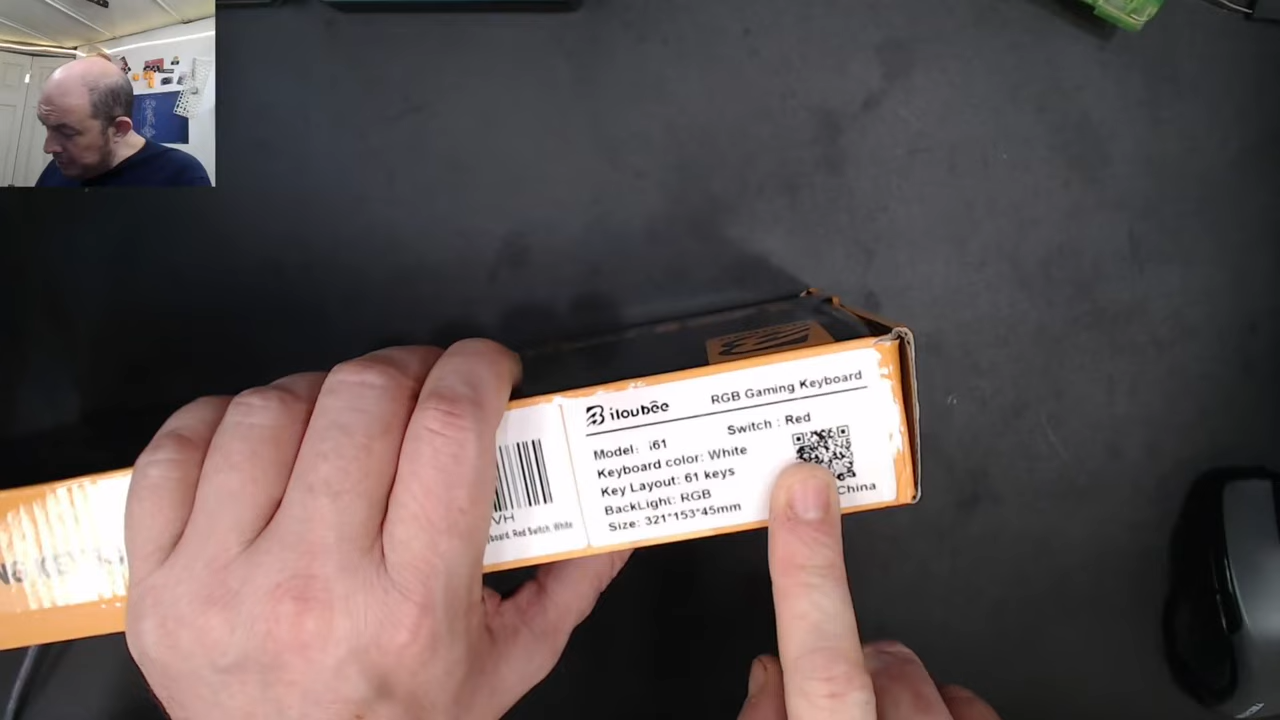 iloubee
RGB Gaming Keyboard
Model: i61
Switch : Red
Keyboard color: White
Key Layout: 61 keys
BackLight: RGB
Size: 321*153*45mm
China
VH
board, Red Switch, White